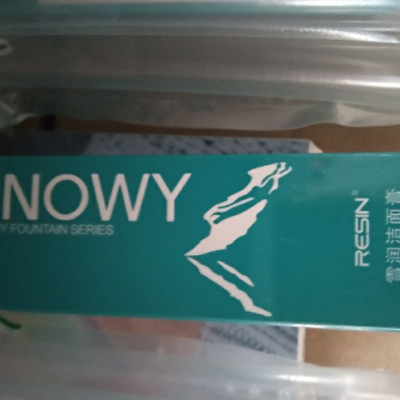 NOWY
Y FOUNTAIN SERIES
RESIN®
雪润洁面膏